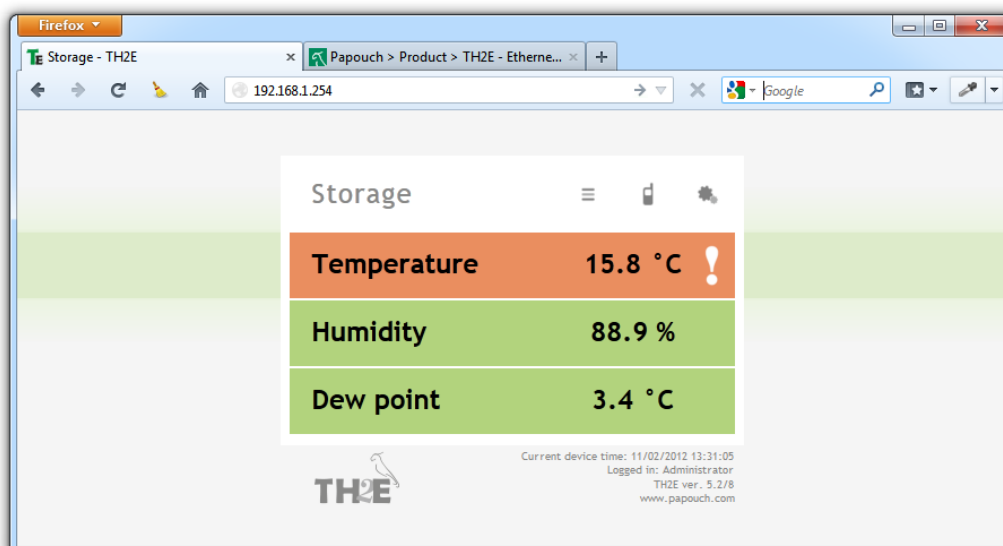 Firefox
Storage - TH2E
Papouch > Product > TH2E - Etherne...
192.168.1.254
Google
Storage
Temperature 15.8 °C !
Humidity 88.9 %
Dew point 3.4 °C
TH2E
Current device time: 11/02/2012 13:31:05
Logged in: Administrator
TH2E ver. 5.2/8
www.papouch.com